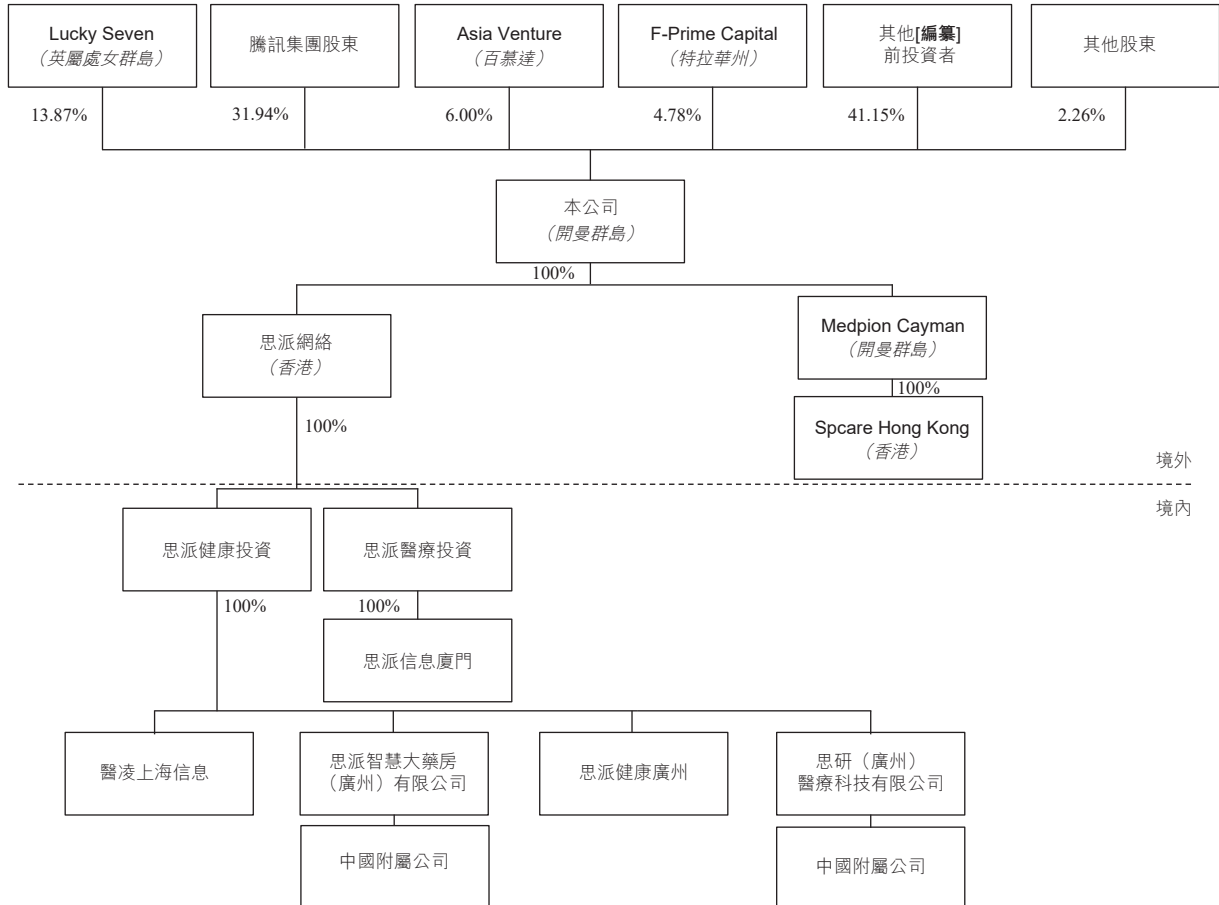 Lucky Seven
（英屬處女群島）
騰訊集團股東
Asia Venture
（百慕達）
F-Prime Capital
（特拉華州）
其他[編纂]
前投資者
其他股東
13.87%
31.94%
6.00%
4.78%
41.15%
2.26%
本公司
（開曼群島）
100%
思派網絡
（香港）
Medpion Cayman
（開曼群島）
100%
100%
Spcare Hong Kong
（香港）
境外
境內
思派健康投資
思派醫療投資
100%
100%
思派信息廈門
醫凌上海信息
思派智慧大藥房
（廣州）有限公司
思派健康廣州
思研（廣州）
醫療科技有限公司
中國附屬公司
中國附屬公司